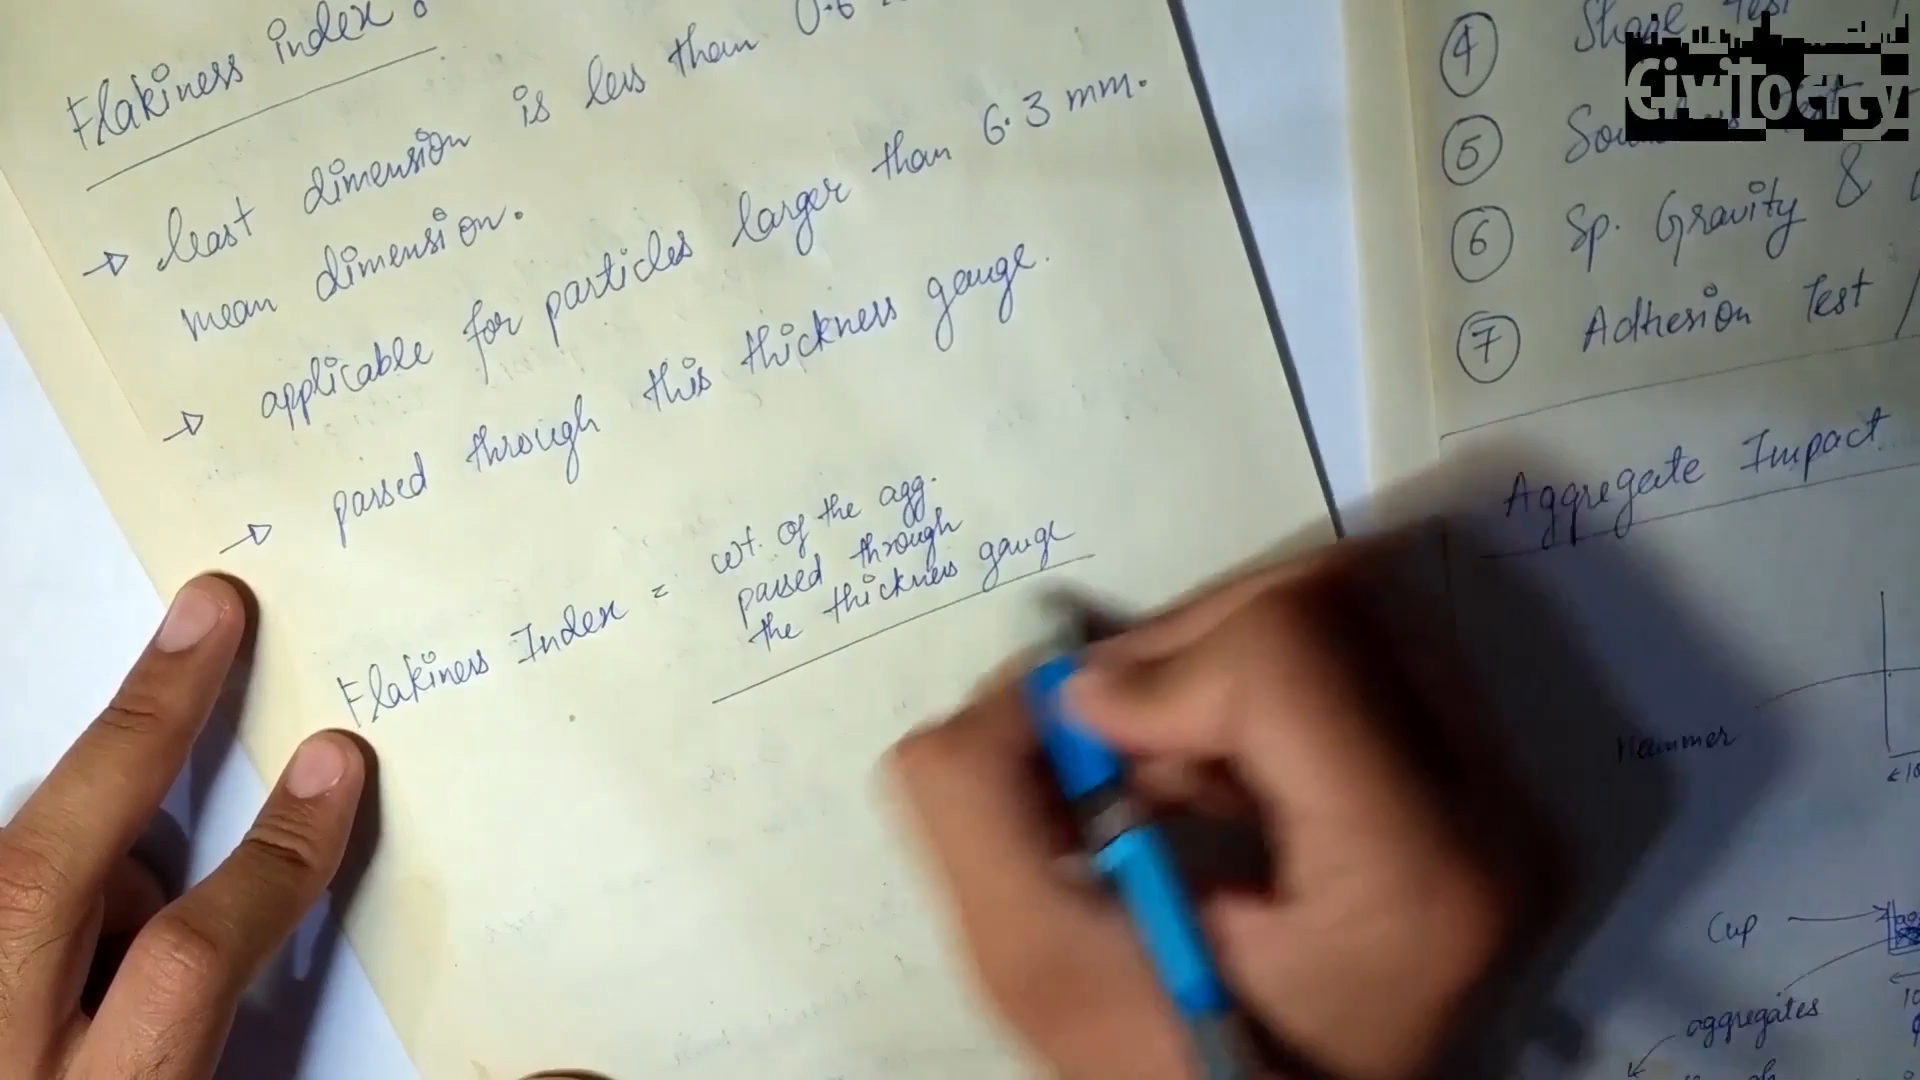 Flakiness index :
→ least dimension is less than 0.6
mean dimension.
→ applicable for particles larger than 6.3 mm.
→ passed through this thickness gauge.
Flakiness Index = wt. of the agg.
passed through
the thickness gauge
CiviTocity
④ Shape Test
⑤ Test
⑥ Sp. Gravity &
⑦ Adhesion Test /
Aggregate Impact
Hammer
Cup
aggregates